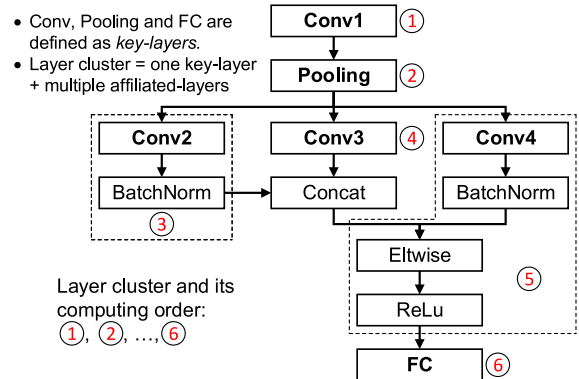 • Conv, Pooling and FC are
defined as key-layers.
• Layer cluster = one key-layer
+ multiple affiliated-layers
Conv1 ①
Pooling ②
Conv2 Conv3 ④ Conv4
BatchNorm Concat BatchNorm
③
Eltwise
⑤
ReLu
Layer cluster and its
computing order:
①, ②, ..., ⑥
FC ⑥